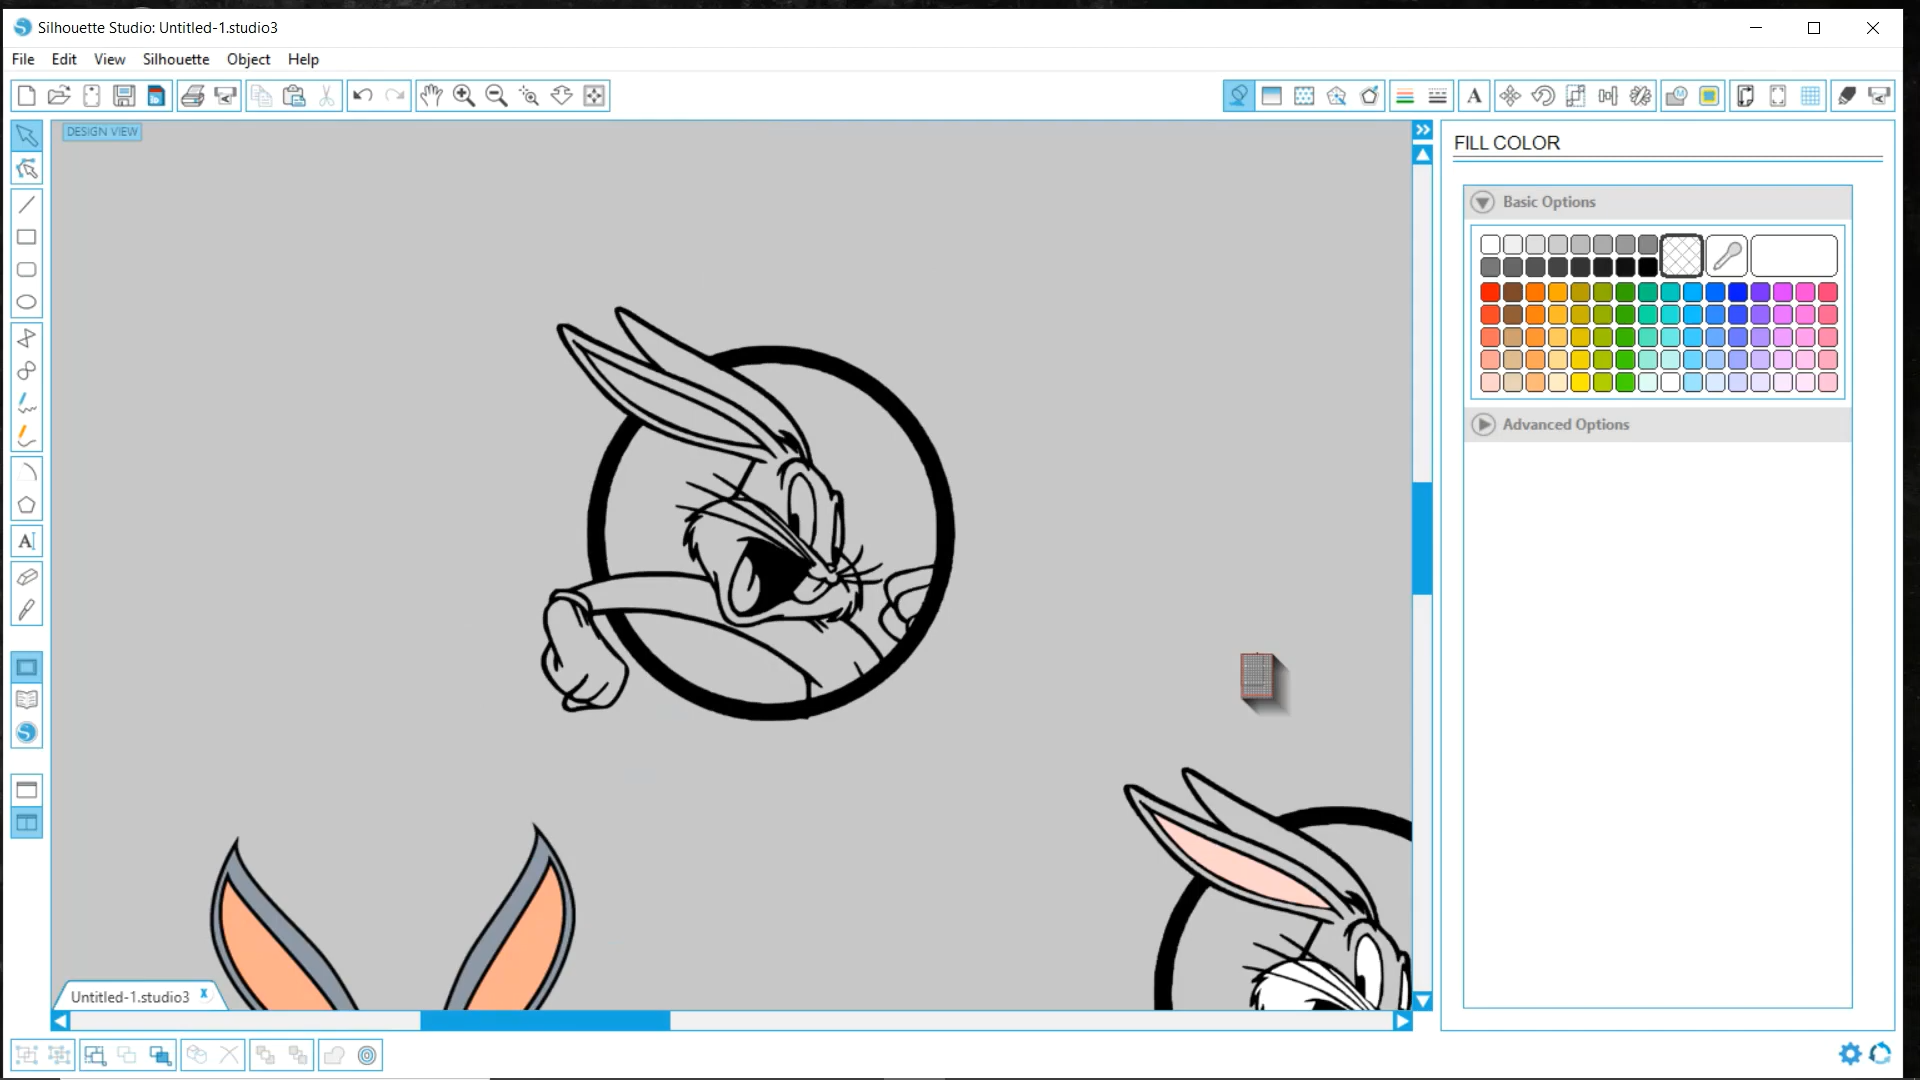 Silhouette Studio: Untitled-1.studio3
File Edit View Silhouette Object Help
DESIGN VIEW
FILL COLOR
Basic Options
Advanced Options
Untitled-1.studio3 x